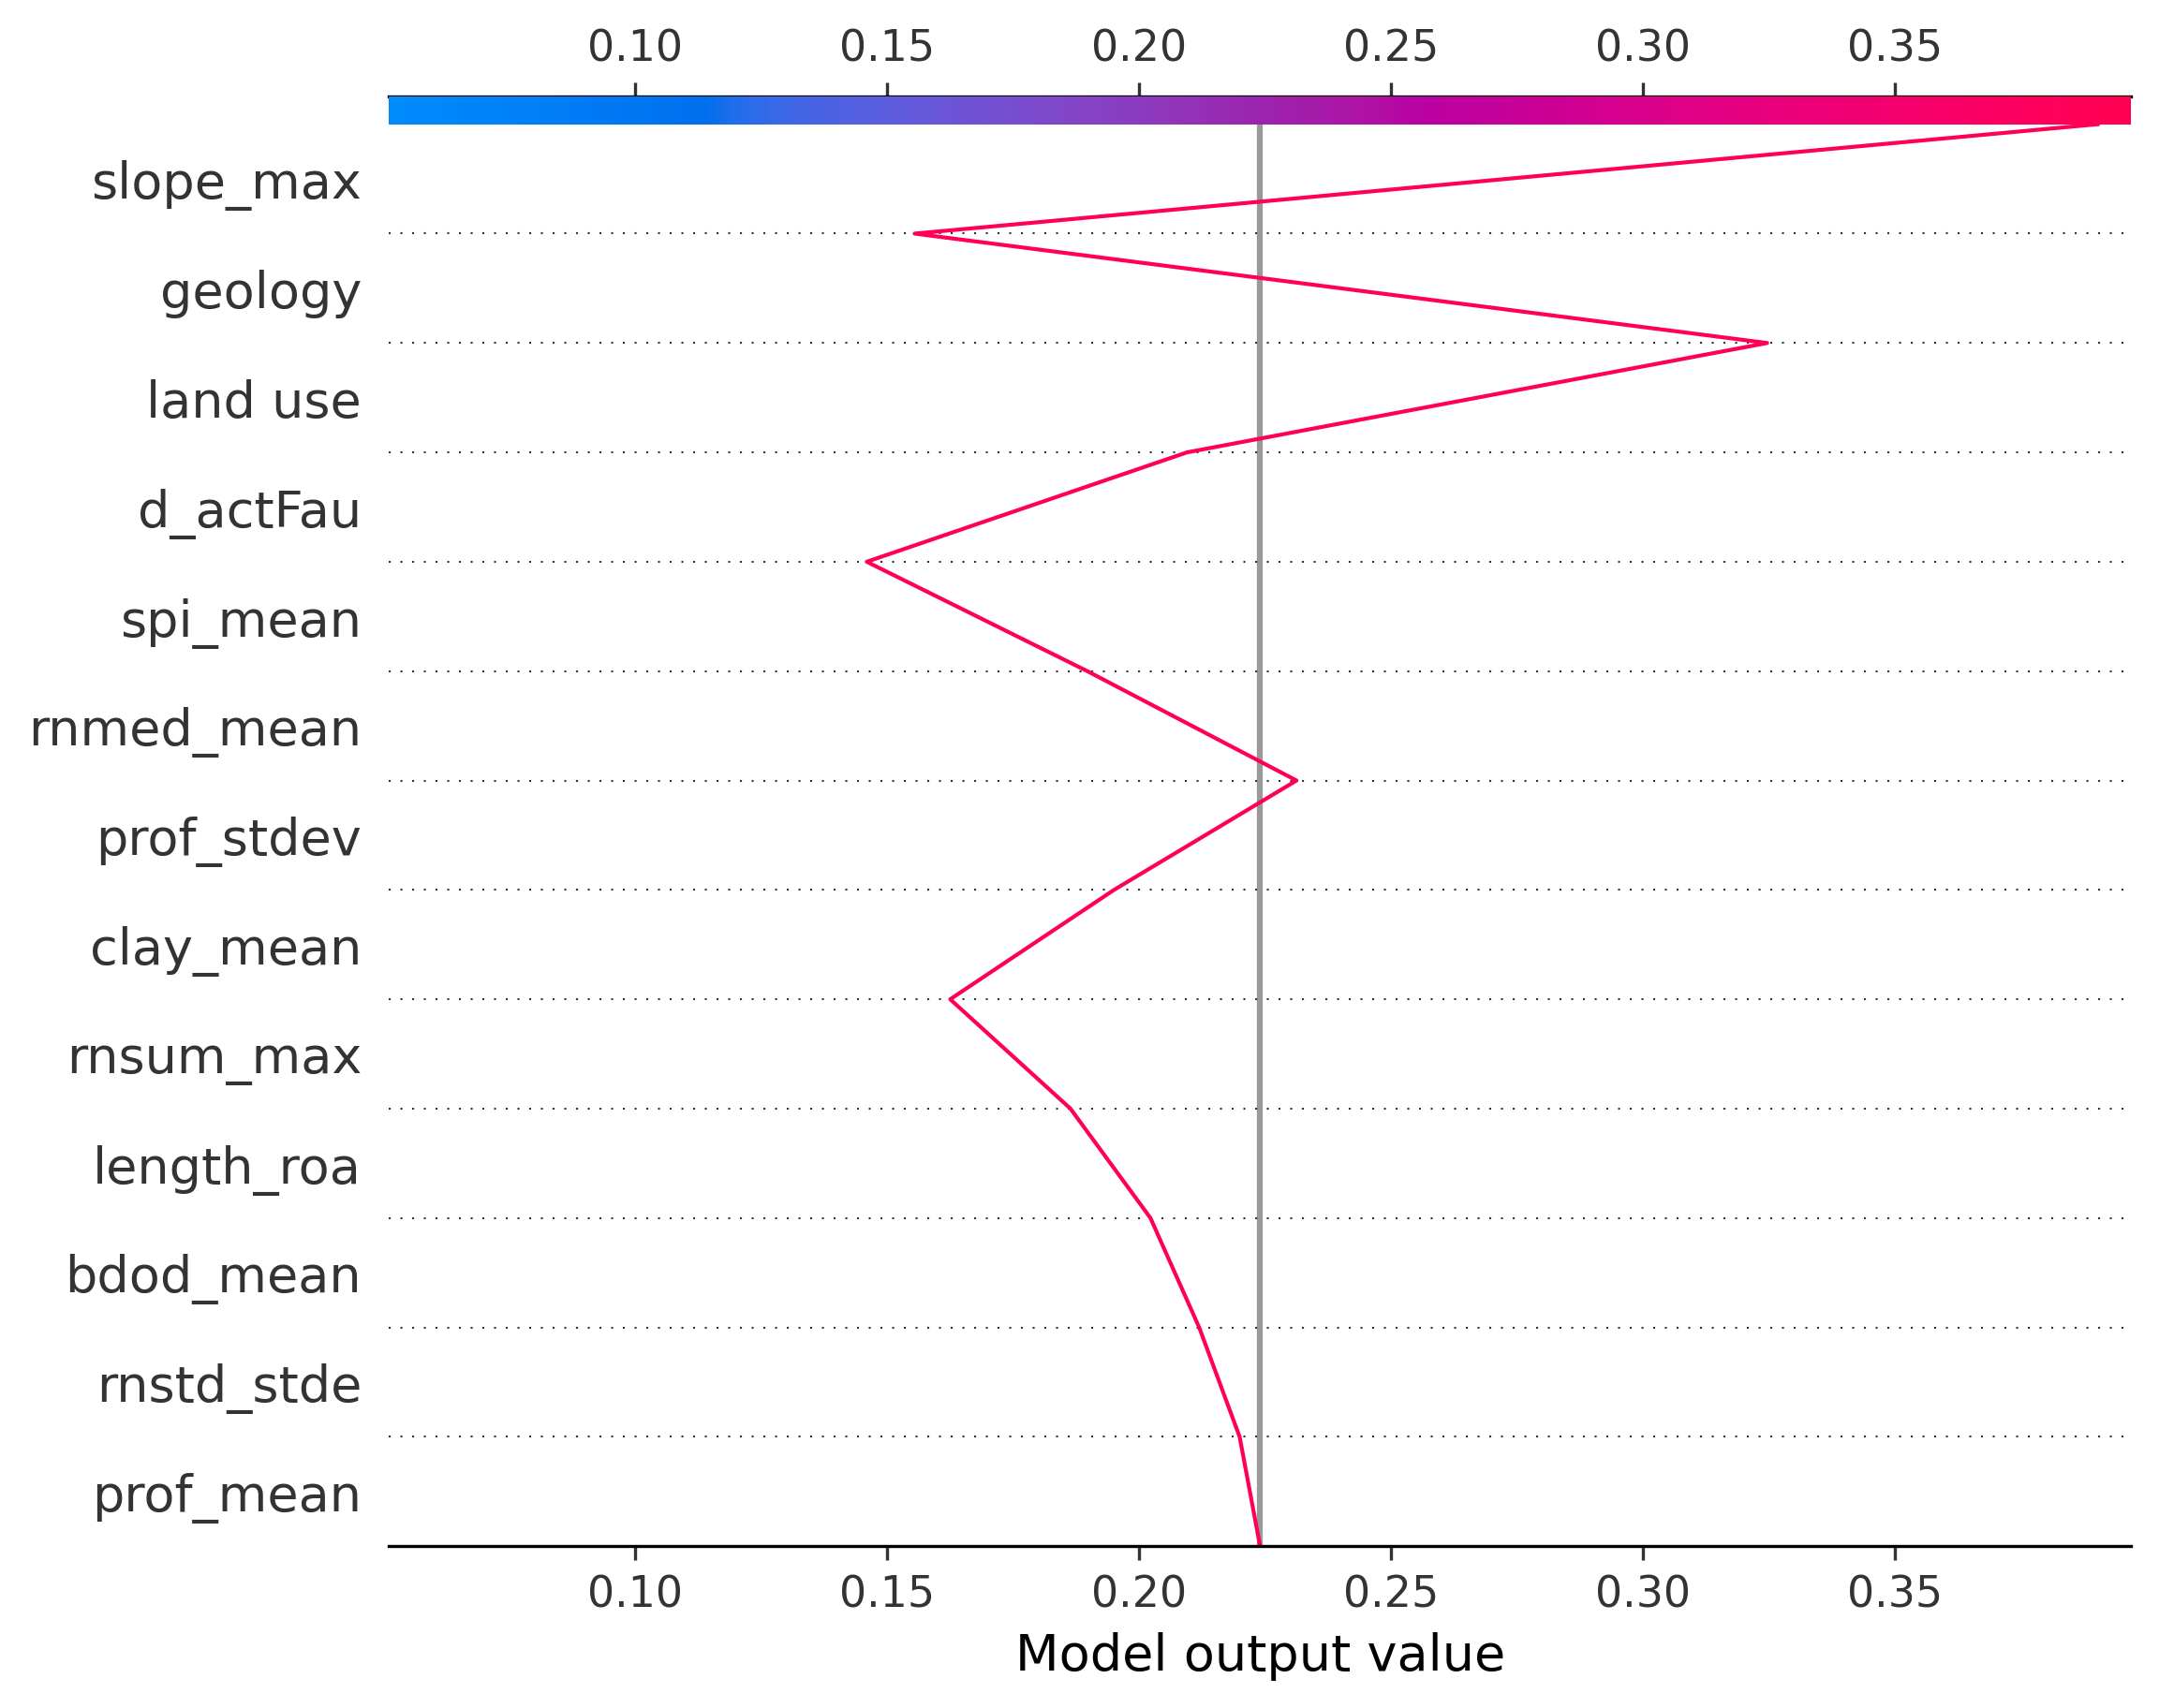 0.10 0.15 0.20 0.25 0.30 0.35
slope_max
geology
land use
d_actFau
spi_mean
rnmed_mean
prof_stdev
clay_mean
rnsum_max
length_roa
bdod_mean
rnstd_stde
prof_mean
0.10 0.15 0.20 0.25 0.30 0.35
Model output value